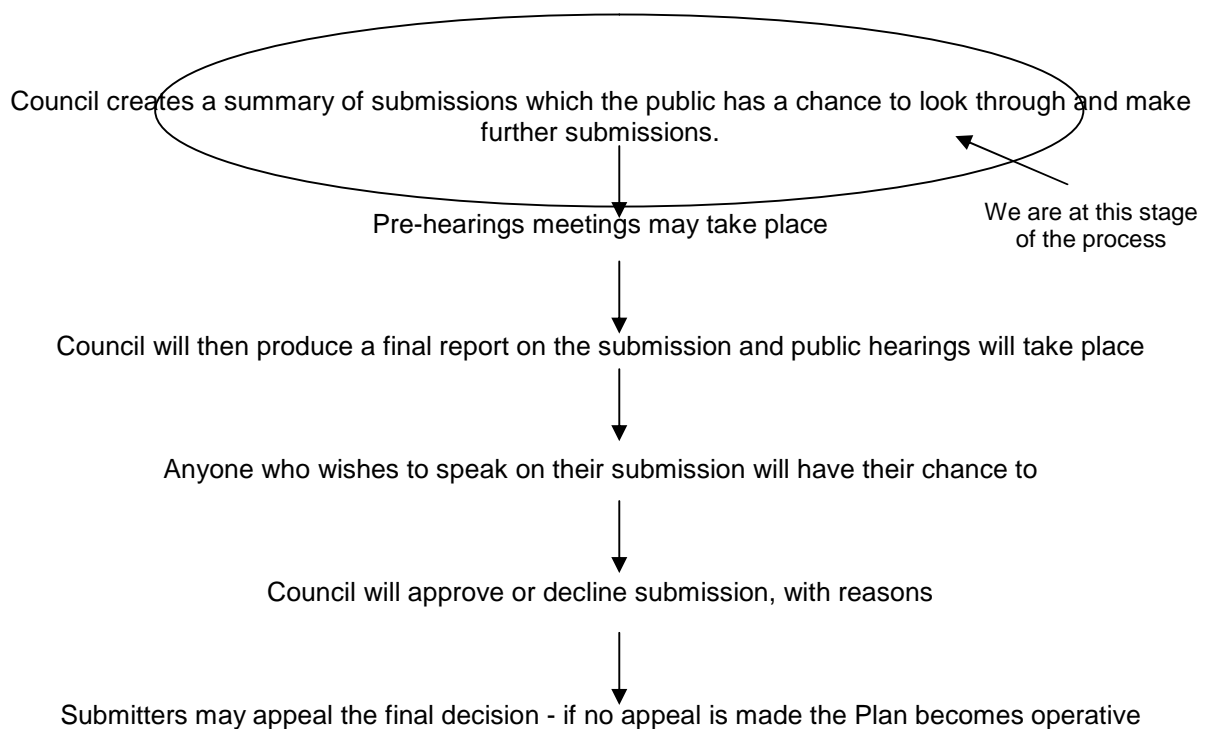 Council creates a summary of submissions which the public has a chance to look through and make
further submissions.
Pre-hearings meetings may take place
We are at this stage
of the process
Council will then produce a final report on the submission and public hearings will take place
Anyone who wishes to speak on their submission will have their chance to
Council will approve or decline submission, with reasons
Submitters may appeal the final decision - if no appeal is made the Plan becomes operative